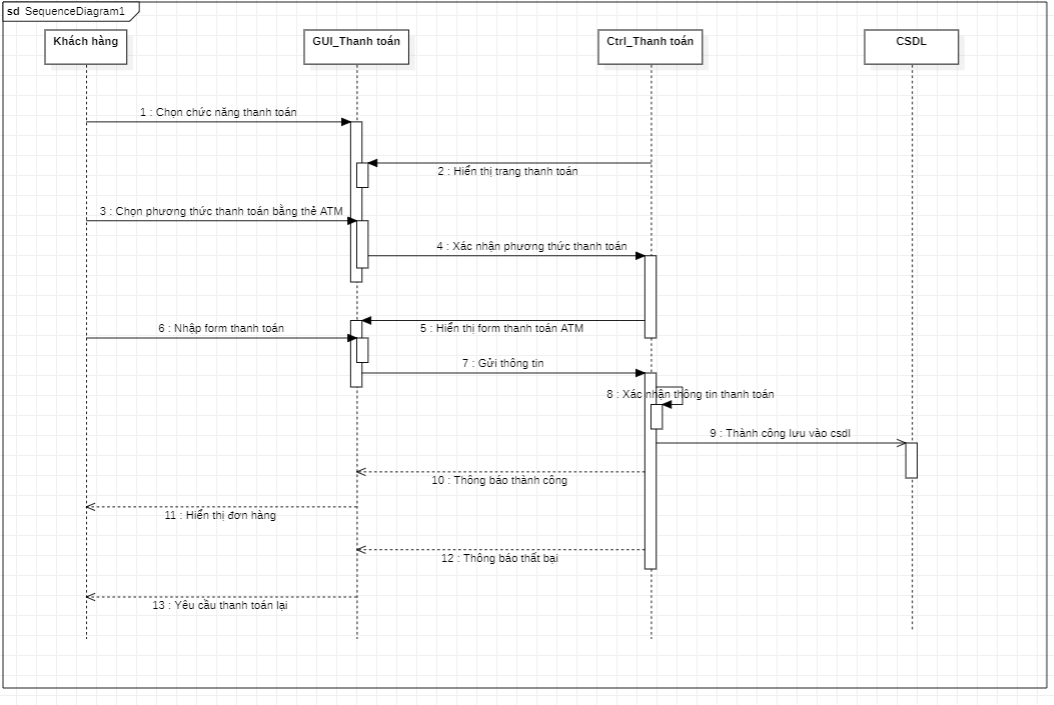 sd SequenceDiagram1
Khách hàng
GUI_Thanh toán
Ctrl_Thanh toán
CSDL
1 : Chọn chức năng thanh toán
2 : Hiển thị trang thanh toán
3 : Chọn phương thức thanh toán bằng thẻ ATM
4 : Xác nhận phương thức thanh toán
6 : Nhập form thanh toán
5 : Hiển thị form thanh toán ATM
7 : Gửi thông tin
8 : Xác nhận thông tin thanh toán
9 : Thành công lưu vào csdl
10 : Thông báo thành công
11 : Hiển thị đơn hàng
12 : Thông báo thất bại
13 : Yêu cầu thanh toán lại